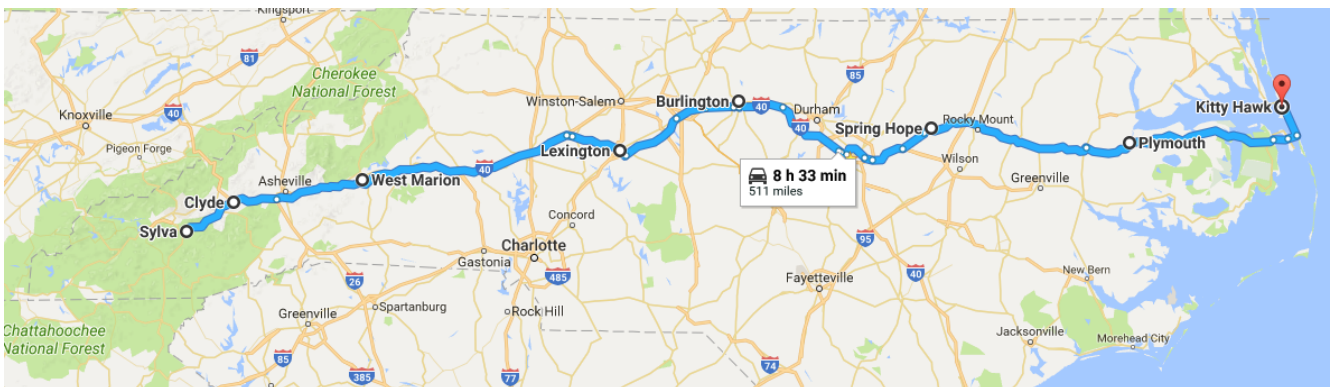 Kingsport
81
Cherokee
National Forest
Knoxville
40
Pigeon Forge
Winston-Salem
Burlington
40
85
Durham
40
Spring Hope
Rocky Mount
Kitty Hawk
Lexington
Plymouth
Wilson
8 h 33 min
511 miles
Asheville
West Marion
40
Greenville
Clyde
Sylva
Concord
Charlotte
Gastonia
485
95
40
Fayetteville
New Bern
26
Spartanburg
Rock Hill
Greenville
Chattahoochee
National Forest
Jacksonville
Morehead City
85
385
77
74